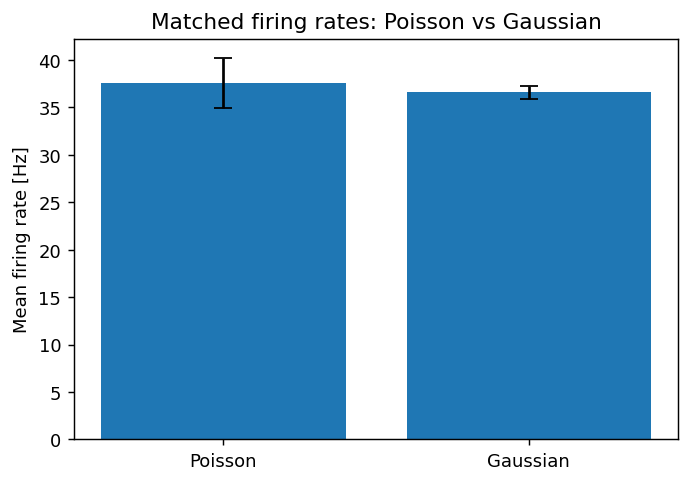 Matched firing rates: Poisson vs Gaussian
Mean firing rate [Hz]
40
35
30
25
20
15
10
5
0
Poisson
Gaussian